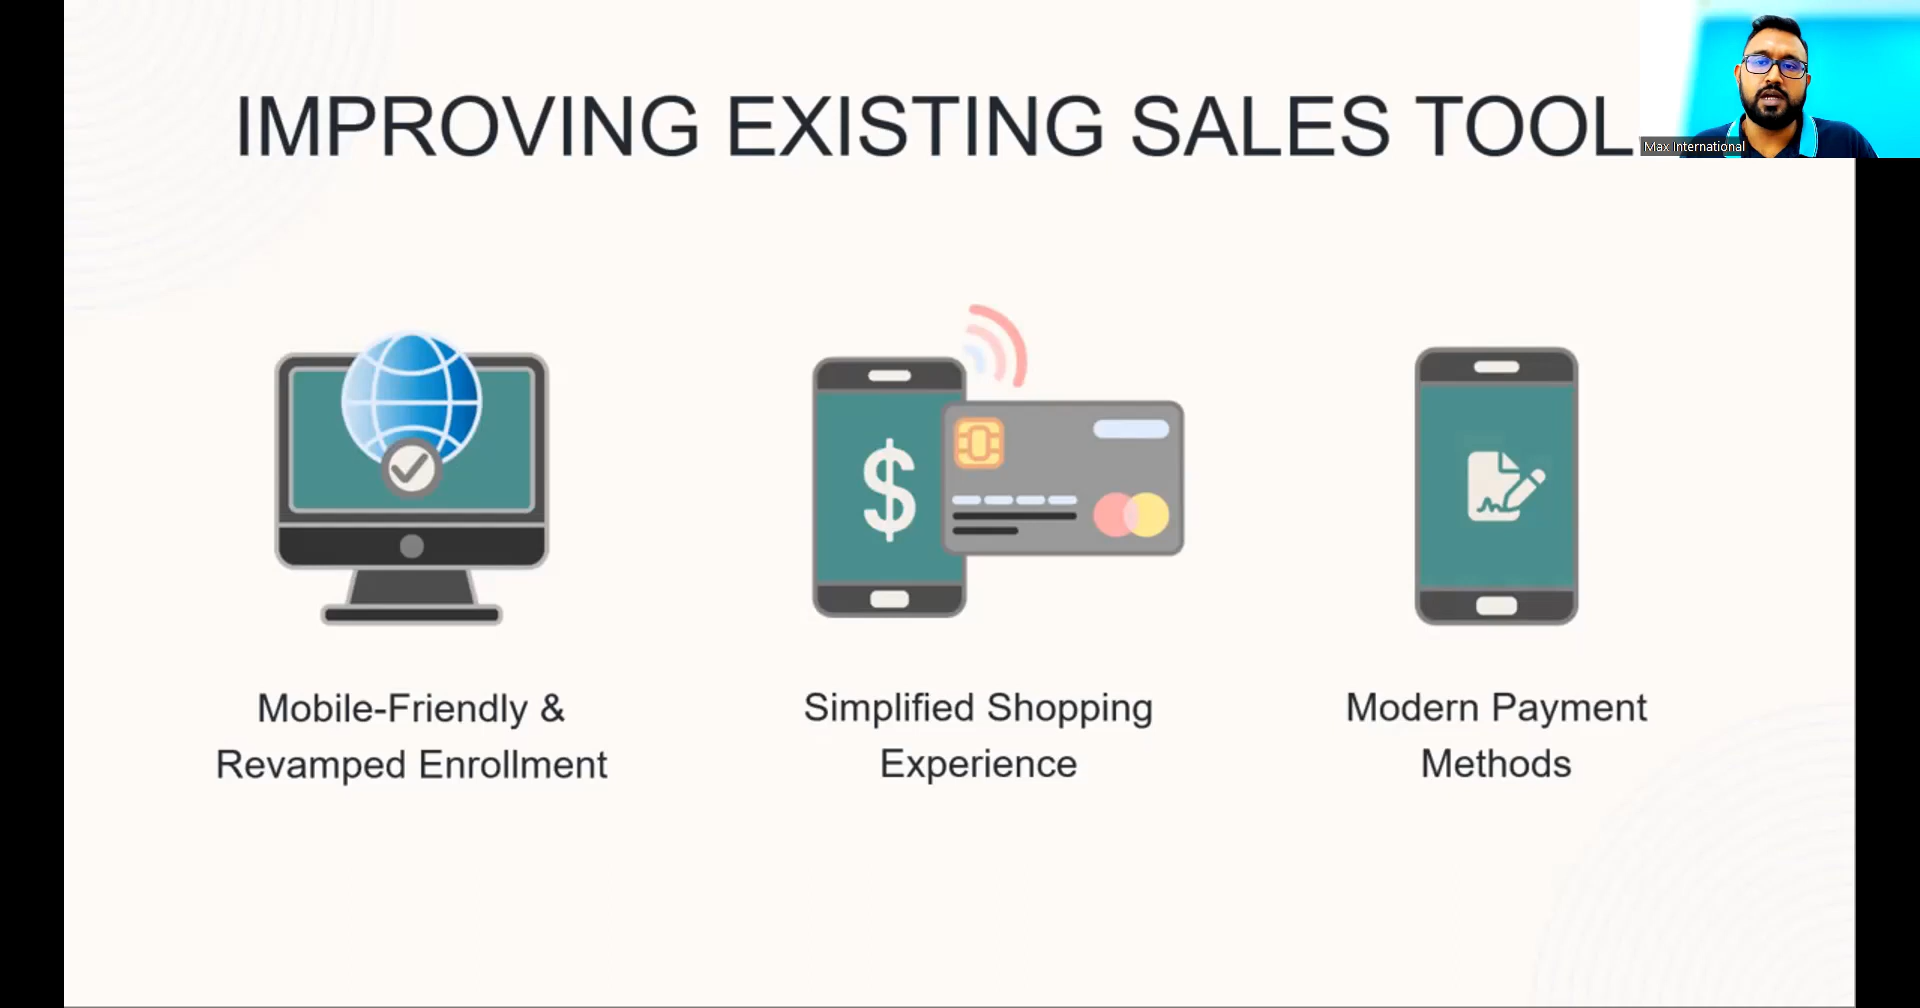 IMPROVING EXISTING SALES TOOL
Max International
Mobile-Friendly &
Revamped Enrollment
Simplified Shopping
Experience
Modern Payment
Methods